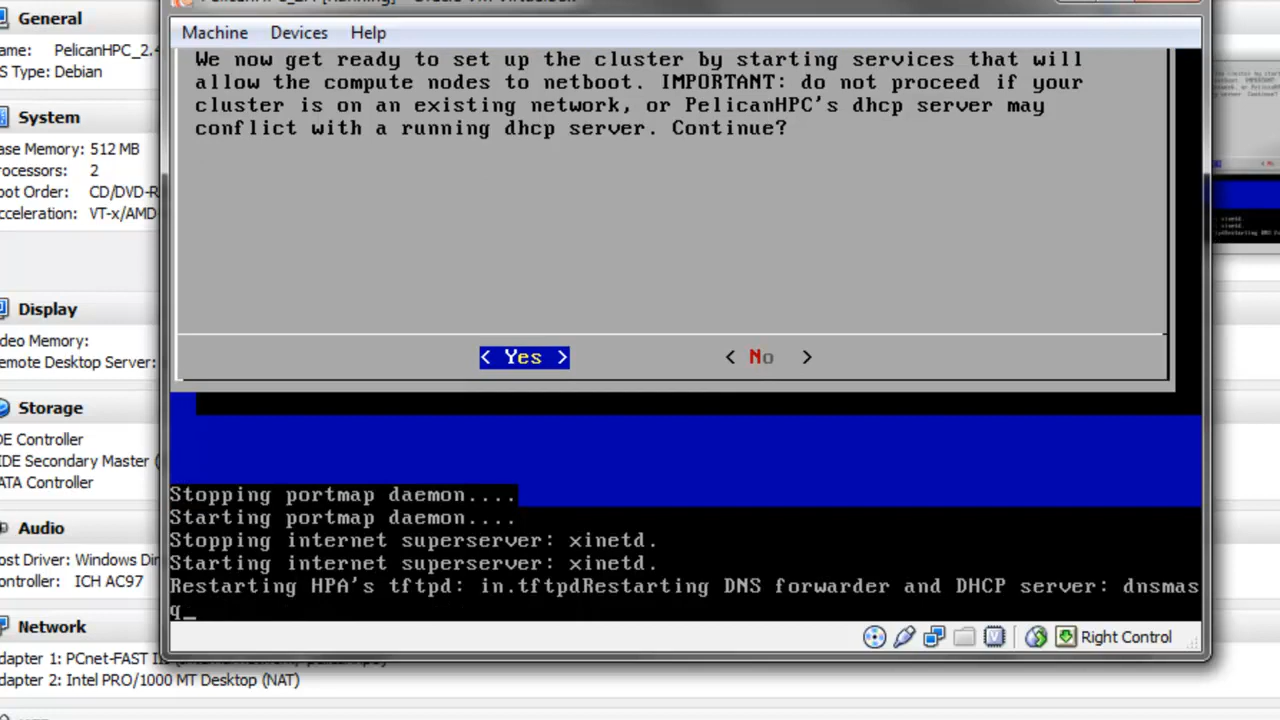 General
ame: PelicanHPC_2.4
S Type: Debian
System
ase Memory: 512 MB
rocessors: 2
oot Order: CD/DVD-R
cceleration: VT-x/AMD
Display
ideo Memory:
emote Desktop Server:
Storage
DE Controller
IDE Secondary Master (
ATA Controller
Audio
ost Driver: Windows Dir
ontroller: ICH AC97
Network
dapter 1: PCnet-FAST
dapter 2: Intel PRO/1000 MT Desktop (NAT)
Machine Devices Help
We now get ready to set up the cluster by starting services that will
allow the compute nodes to netboot. IMPORTANT: do not proceed if your
cluster is on an existing network, or PelicanHPC's dhcp server may
conflict with a running dhcp server. Continue?
< Yes > < No >
Stopping portmap daemon....
Starting portmap daemon....
Stopping internet superserver: xinetd.
Starting internet superserver: xinetd.
Restarting HPA's tftpd: in.tftpdRestarting DNS forwarder and DHCP server: dnsmas
q_
Right Control